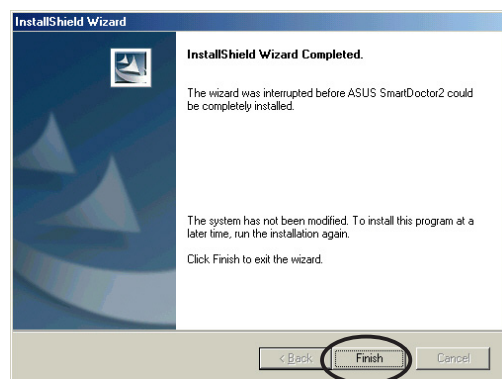 InstallShield Wizard
InstallShield Wizard Completed.
The wizard was interrupted before ASUS SmartDoctor2 could
be completely installed.
The system has not been modified. To install this program at a
later time, run the installation again.
Click Finish to exit the wizard.
< Back Finish Cancel